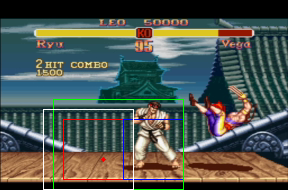 LEO 50000
KO
Ryu 95 Vega
2 HIT COMBO
1500